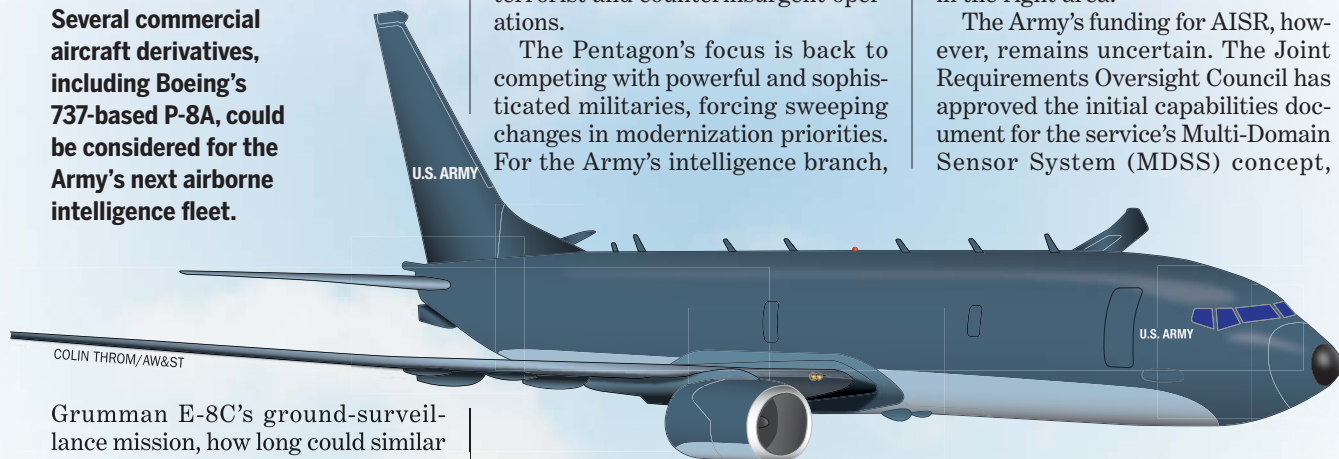 Several commercial
aircraft derivatives,
including Boeing's
737-based P-8A, could
be considered for the
Army's next airborne
intelligence fleet.
ations.
The Pentagon's focus is back to
competing with powerful and sophis-
ticated militaries, forcing sweeping
changes in modernization priorities.
For the Army's intelligence branch,
The Army's funding for AISR, how-
ever, remains uncertain. The Joint
Requirements Oversight Council has
approved the initial capabilities doc-
ument for the service's Multi-Domain
Sensor System (MDSS) concept,
U.S. ARMY
U.S. ARMY
COLIN THROM/AW&ST
Grumman E-8C's ground-surveil-
lance mission, how long could similar